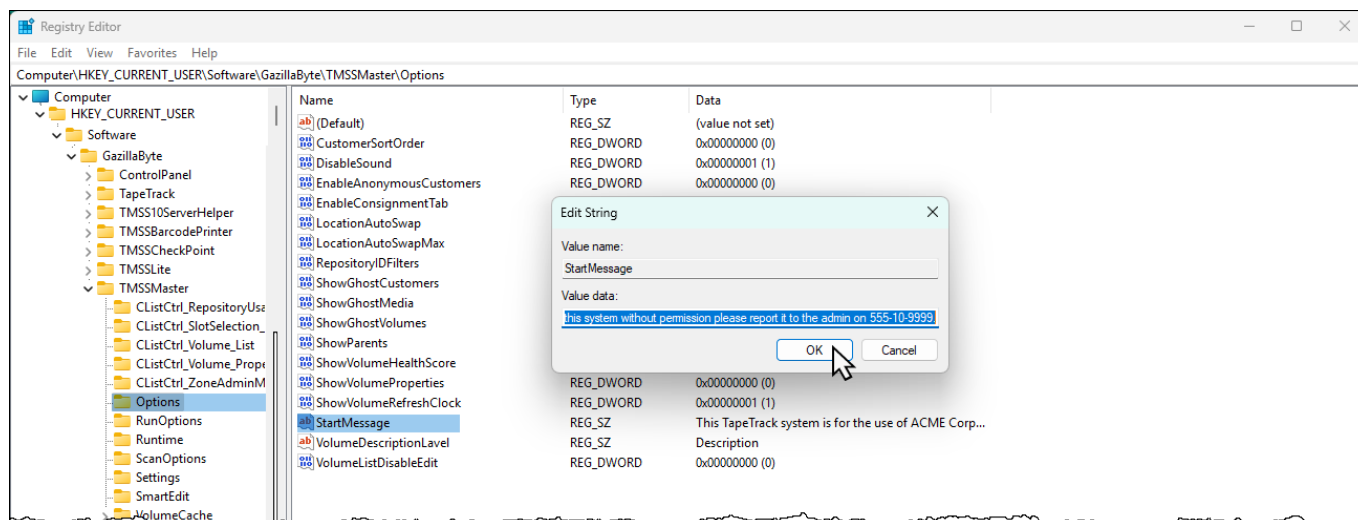 Registry Editor
File Edit View Favorites Help
Computer\HKEY_CURRENT_USER\Software\GazillaByte\TMSSMaster\Options
Computer
HKEY_CURRENT_USER
Software
GazillaByte
ControlPanel
TapeTrack
TMSS10ServerHelper
TMSSBarcodePrinter
TMSSCheckPoint
TMSSLite
TMSSMaster
CListCtrl_RepositoryUsa
CListCtrl_SlotSelection_
CListCtrl_Volume_List
CListCtrl_Volume_Prope
CListCtrl_ZoneAdminM
Options
RunOptions
Runtime
ScanOptions
Settings
SmartEdit
VolumeCache
Name Type Data
(Default) REG_SZ (value not set)
CustomerSortOrder REG_DWORD 0x00000000 (0)
DisableSound REG_DWORD 0x00000001 (1)
EnableAnonymousCustomers REG_DWORD 0x00000000 (0)
EnableConsignmentTab
LocationAutoSwap
LocationAutoSwapMax
RepositoryIDFilters
ShowGhostCustomers
ShowGhostMedia
ShowGhostVolumes
ShowParents
ShowVolumeHealthScore
ShowVolumeProperties REG_DWORD 0x00000000 (0)
ShowVolumeRefreshClock REG_DWORD 0x00000001 (1)
StartMessage REG_SZ This TapeTrack system is for the use of ACME Corp...
VolumeDescriptionLavel REG_SZ Description
VolumeListDisableEdit REG_DWORD 0x00000000 (0)
Edit String
Value name:
StartMessage
Value data:
this system without permission please report it to the admin on 555-10-9999.
OK Cancel